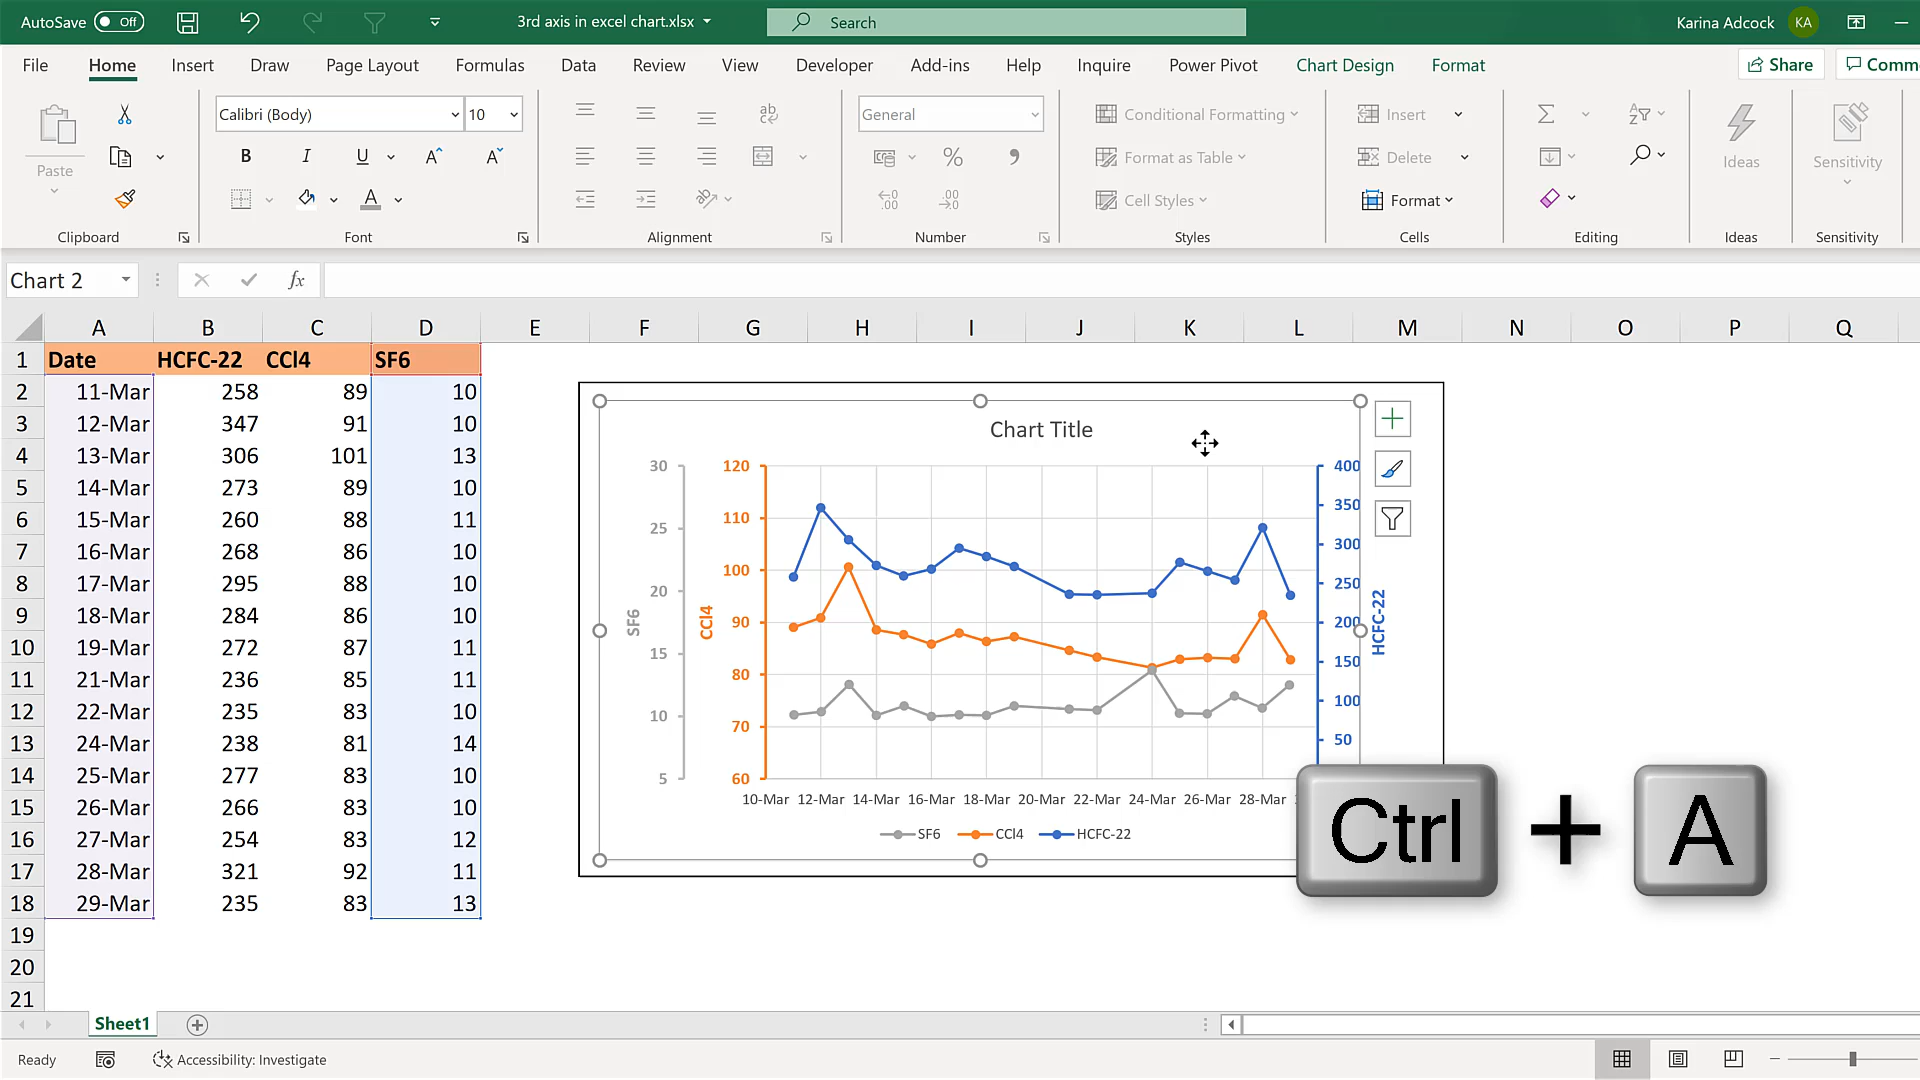 AutoSave Off 3rd axis in excel chart.xlsx Search Karina Adcock KA
File Home Insert Draw Page Layout Formulas Data Review View Developer Add-ins Help Inquire Power Pivot Chart Design Format Share Comm
Paste
Calibri (Body) 10
B I U A A
A
ab
General
% 9
Conditional Formatting
Format as Table
Cell Styles
Insert
Delete
Format
Ideas
Sensitivity
Clipboard Font Alignment Number Styles Cells Editing Ideas Sensitivity
Chart 2 fx
A B C D E F G H I J K L M N O P Q
1 Date HCFC-22 CCl4 SF6
2 11-Mar 258 89 10
3 12-Mar 347 91 10
4 13-Mar 306 101 13
5 14-Mar 273 89 10
6 15-Mar 260 88 11
7 16-Mar 268 86 10
8 17-Mar 295 88 10
9 18-Mar 284 86 10
10 19-Mar 272 87 11
11 21-Mar 236 85 11
12 22-Mar 235 83 10
13 24-Mar 238 81 14
14 25-Mar 277 83 10
15 26-Mar 266 83 10
16 27-Mar 254 83 12
17 28-Mar 321 92 11
18 29-Mar 235 83 13
19
20
21
Chart Title
30
25
20
15
10
5
SF6
120
110
100
90
80
70
60
CCl4
400
350
300
250
200
150
100
50
HCFC-22
10-Mar 12-Mar 14-Mar 16-Mar 18-Mar 20-Mar 22-Mar 24-Mar 26-Mar 28-Mar
SF6 CCl4 HCFC-22
Ctrl + A
Sheet1
Ready Accessibility: Investigate